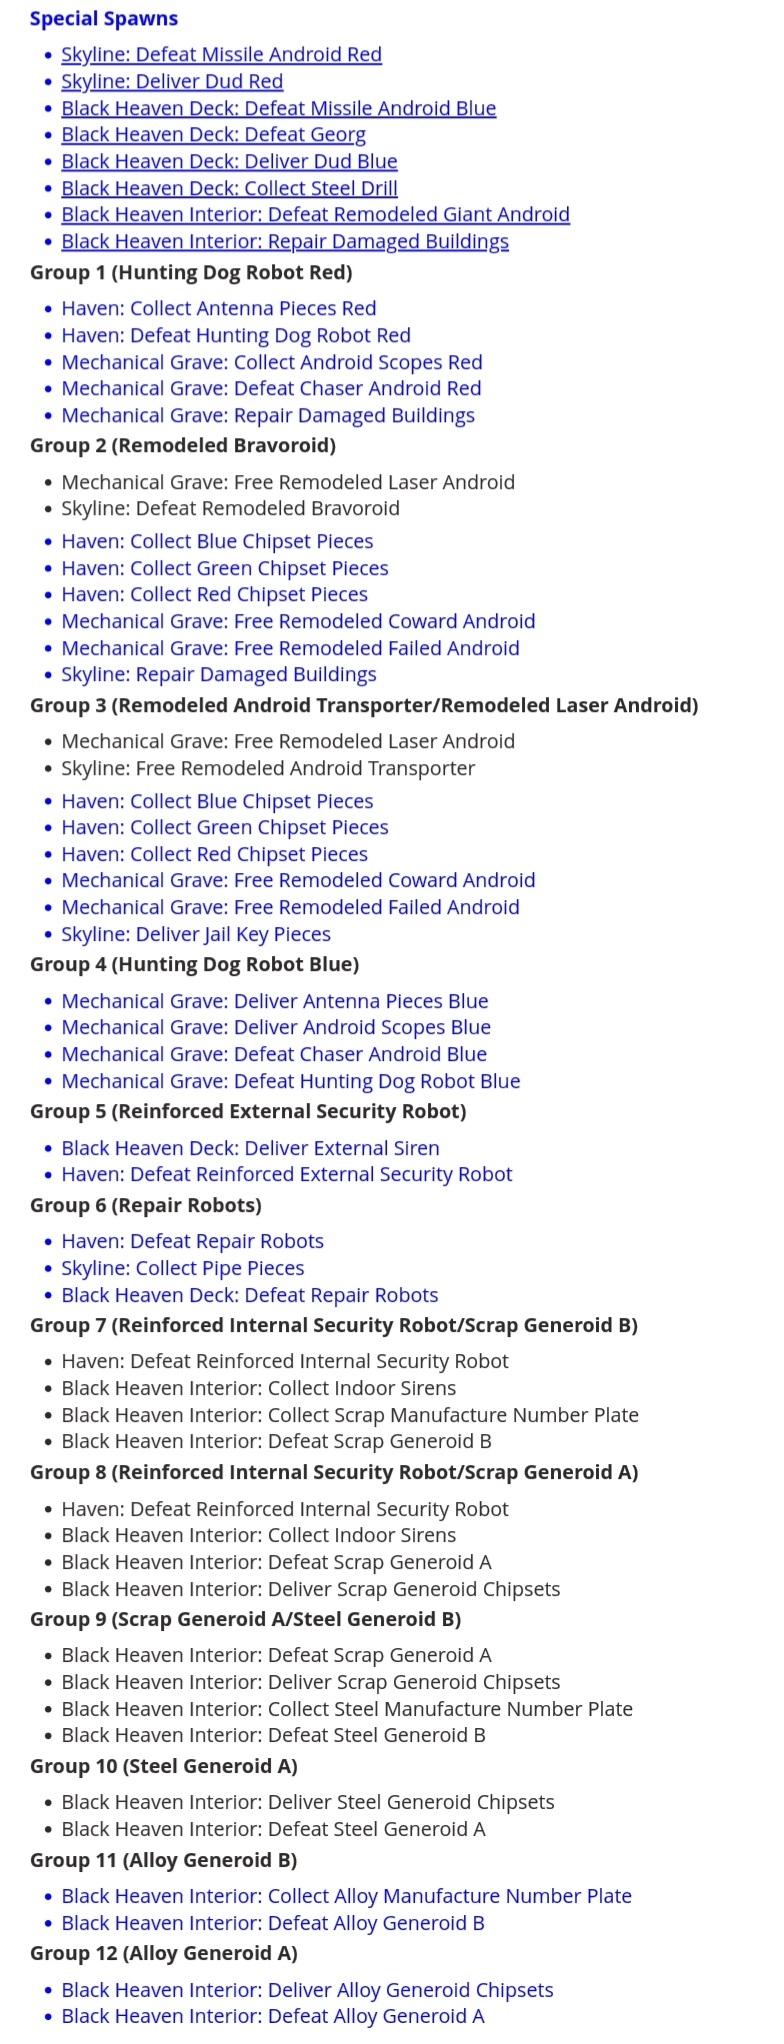 Special Spawns
Skyline: Defeat Missile Android Red
Skyline: Deliver Dud Red
Black Heaven Deck: Defeat Missile Android Blue
Black Heaven Deck: Defeat Georg
Black Heaven Deck: Deliver Dud Blue
Black Heaven Deck: Collect Steel Drill
Black Heaven Interior: Defeat Remodeled Giant Android
Black Heaven Interior: Repair Damaged Buildings
Group 1 (Hunting Dog Robot Red)
Haven: Collect Antenna Pieces Red
Haven: Defeat Hunting Dog Robot Red
Mechanical Grave: Collect Android Scopes Red
Mechanical Grave: Defeat Chaser Android Red
Mechanical Grave: Repair Damaged Buildings
Group 2 (Remodeled Bravoroid)
Mechanical Grave: Free Remodeled Laser Android
Skyline: Defeat Remodeled Bravoroid
Haven: Collect Blue Chipset Pieces
Haven: Collect Green Chipset Pieces
Haven: Collect Red Chipset Pieces
Mechanical Grave: Free Remodeled Coward Android
Mechanical Grave: Free Remodeled Failed Android
Skyline: Repair Damaged Buildings
Group 3 (Remodeled Android Transporter/Remodeled Laser Android)
Mechanical Grave: Free Remodeled Laser Android
Skyline: Free Remodeled Android Transporter
Haven: Collect Blue Chipset Pieces
Haven: Collect Green Chipset Pieces
Haven: Collect Red Chipset Pieces
Mechanical Grave: Free Remodeled Coward Android
Mechanical Grave: Free Remodeled Failed Android
Skyline: Deliver Jail Key Pieces
Group 4 (Hunting Dog Robot Blue)
Mechanical Grave: Deliver Antenna Pieces Blue
Mechanical Grave: Deliver Android Scopes Blue
Mechanical Grave: Defeat Chaser Android Blue
Mechanical Grave: Defeat Hunting Dog Robot Blue
Group 5 (Reinforced External Security Robot)
Black Heaven Deck: Deliver External Siren
Haven: Defeat Reinforced External Security Robot
Group 6 (Repair Robots)
Haven: Defeat Repair Robots
Skyline: Collect Pipe Pieces
Black Heaven Deck: Defeat Repair Robots
Group 7 (Reinforced Internal Security Robot/Scrap Generoid B)
Haven: Defeat Reinforced Internal Security Robot
Black Heaven Interior: Collect Indoor Sirens
Black Heaven Interior: Collect Scrap Manufacture Number Plate
Black Heaven Interior: Defeat Scrap Generoid B
Group 8 (Reinforced Internal Security Robot/Scrap Generoid A)
Haven: Defeat Reinforced Internal Security Robot
Black Heaven Interior: Collect Indoor Sirens
Black Heaven Interior: Defeat Scrap Generoid A
Black Heaven Interior: Deliver Scrap Generoid Chipsets
Group 9 (Scrap Generoid A/Steel Generoid B)
Black Heaven Interior: Defeat Scrap Generoid A
Black Heaven Interior: Deliver Scrap Generoid Chipsets
Black Heaven Interior: Collect Steel Manufacture Number Plate
Black Heaven Interior: Defeat Steel Generoid B
Group 10 (Steel Generoid A)
Black Heaven Interior: Deliver Steel Generoid Chipsets
Black Heaven Interior: Defeat Steel Generoid A
Group 11 (Alloy Generoid B)
Black Heaven Interior: Collect Alloy Manufacture Number Plate
Black Heaven Interior: Defeat Alloy Generoid B
Group 12 (Alloy Generoid A)
Black Heaven Interior: Deliver Alloy Generoid Chipsets
Black Heaven Interior: Defeat Alloy Generoid A